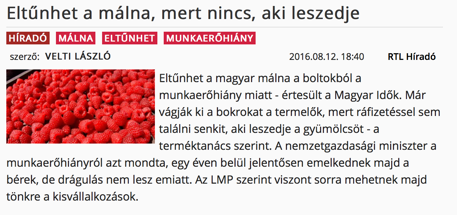 Eltűnhet a málna, mert nincs, aki leszedje
HÍRADÓ MÁLNA ELTŰNHET MUNKAERŐHIÁNY
szerző: VELTI LÁSZLÓ 2016.08.12. 18:40 RTL Híradó
Eltűnhet a magyar málna a boltokból a
munkaerőhiány miatt - értesült a Magyar Idők. Már
vágják ki a bokrokat a termelők, mert ráfizetéssel sem
találni senkit, aki leszedje a gyümölcsöt - a
terméktanács szerint. A nemzetgazdasági miniszter a
munkaerőhiányról azt mondta, egy éven belül jelentősen emelkednek majd a
bérek, de drágulás nem lesz emiatt. Az LMP szerint viszont sorra mehetnek majd
tönkre a kisvállalkozások.